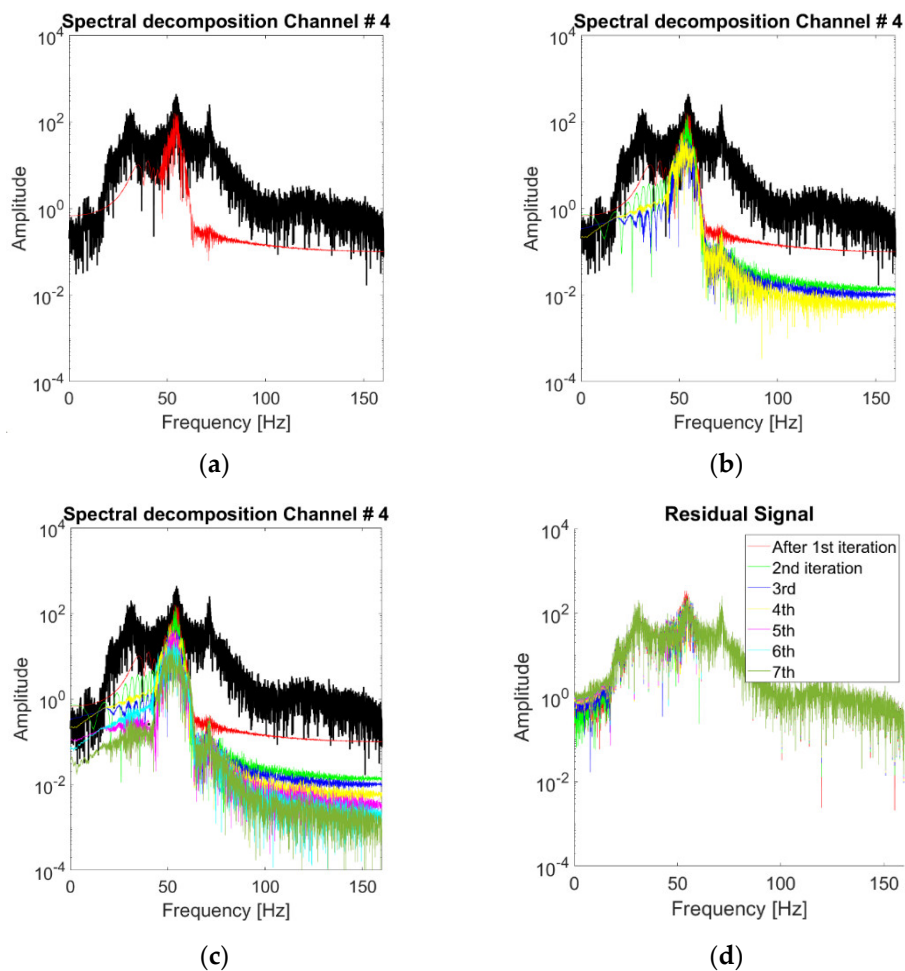 Spectral decomposition Channel # 4
Amplitude
10^4
10^2
10^0
10^-2
10^-4
0 50 100 150
Frequency [Hz]
(a)
Spectral decomposition Channel # 4
Amplitude
10^4
10^2
10^0
10^-2
10^-4
0 50 100 150
Frequency [Hz]
(b)
Spectral decomposition Channel # 4
Amplitude
10^4
10^2
10^0
10^-2
10^-4
0 50 100 150
Frequency [Hz]
(c)
Residual Signal
Amplitude
10^4
10^2
10^0
10^-2
10^-4
After 1st iteration
2nd iteration
3rd
4th
5th
6th
7th
0 50 100 150
Frequency [Hz]
(d)